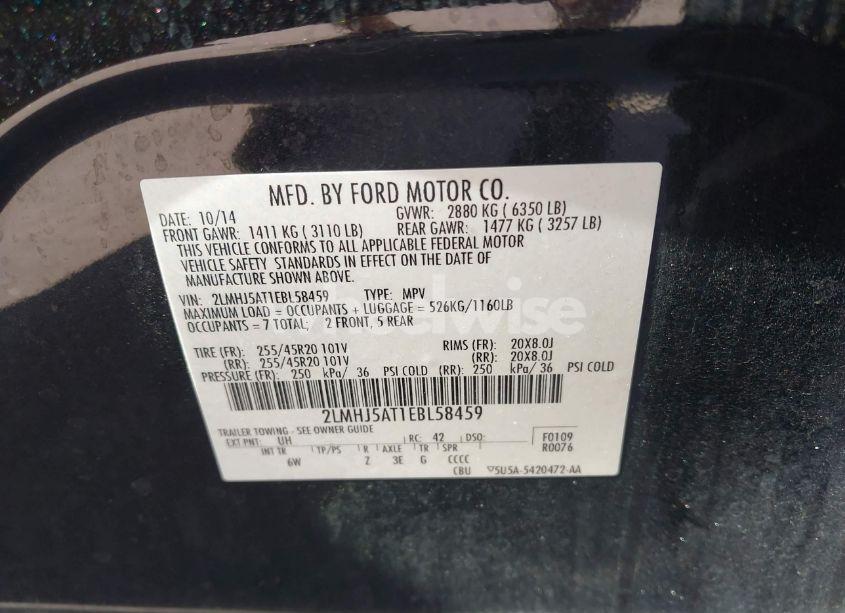 MFD. BY FORD MOTOR CO.
DATE: 10/14 GVWR: 2880 KG ( 6350 LB)
FRONT GAWR: 1411 KG ( 3110 LB) REAR GAWR: 1477 KG ( 3257 LB)
THIS VEHICLE CONFORMS TO ALL APPLICABLE FEDERAL MOTOR
VEHICLE SAFETY STANDARDS IN EFFECT ON THE DATE OF
MANUFACTURE SHOWN ABOVE.
VIN: 2LMHJ5AT1EBL58459 TYPE: MPV
MAXIMUM LOAD = OCCUPANTS + LUGGAGE = 526KG/1160LB
OCCUPANTS = 7 TOTAL; 2 FRONT, 5 REAR
TIRE (FR): 255/45R20 101V RIMS (FR): 20X8.0J
(RR): 255/45R20 101V (RR): 20X8.0J
PRESSURE (FR): 250 kPa/ 36 PSI COLD (RR): 250 kPa/ 36 PSI COLD
2LMHJ5AT1EBL58459
TRAILER TOWING - SEE OWNER GUIDE
EXT PNT: UH RC: 42 DSO: F0109
INT TR TP/PS R AXLE TR SPR R0076
6W Z 3E G CCCC
CBU 5U5A-5420472-AA